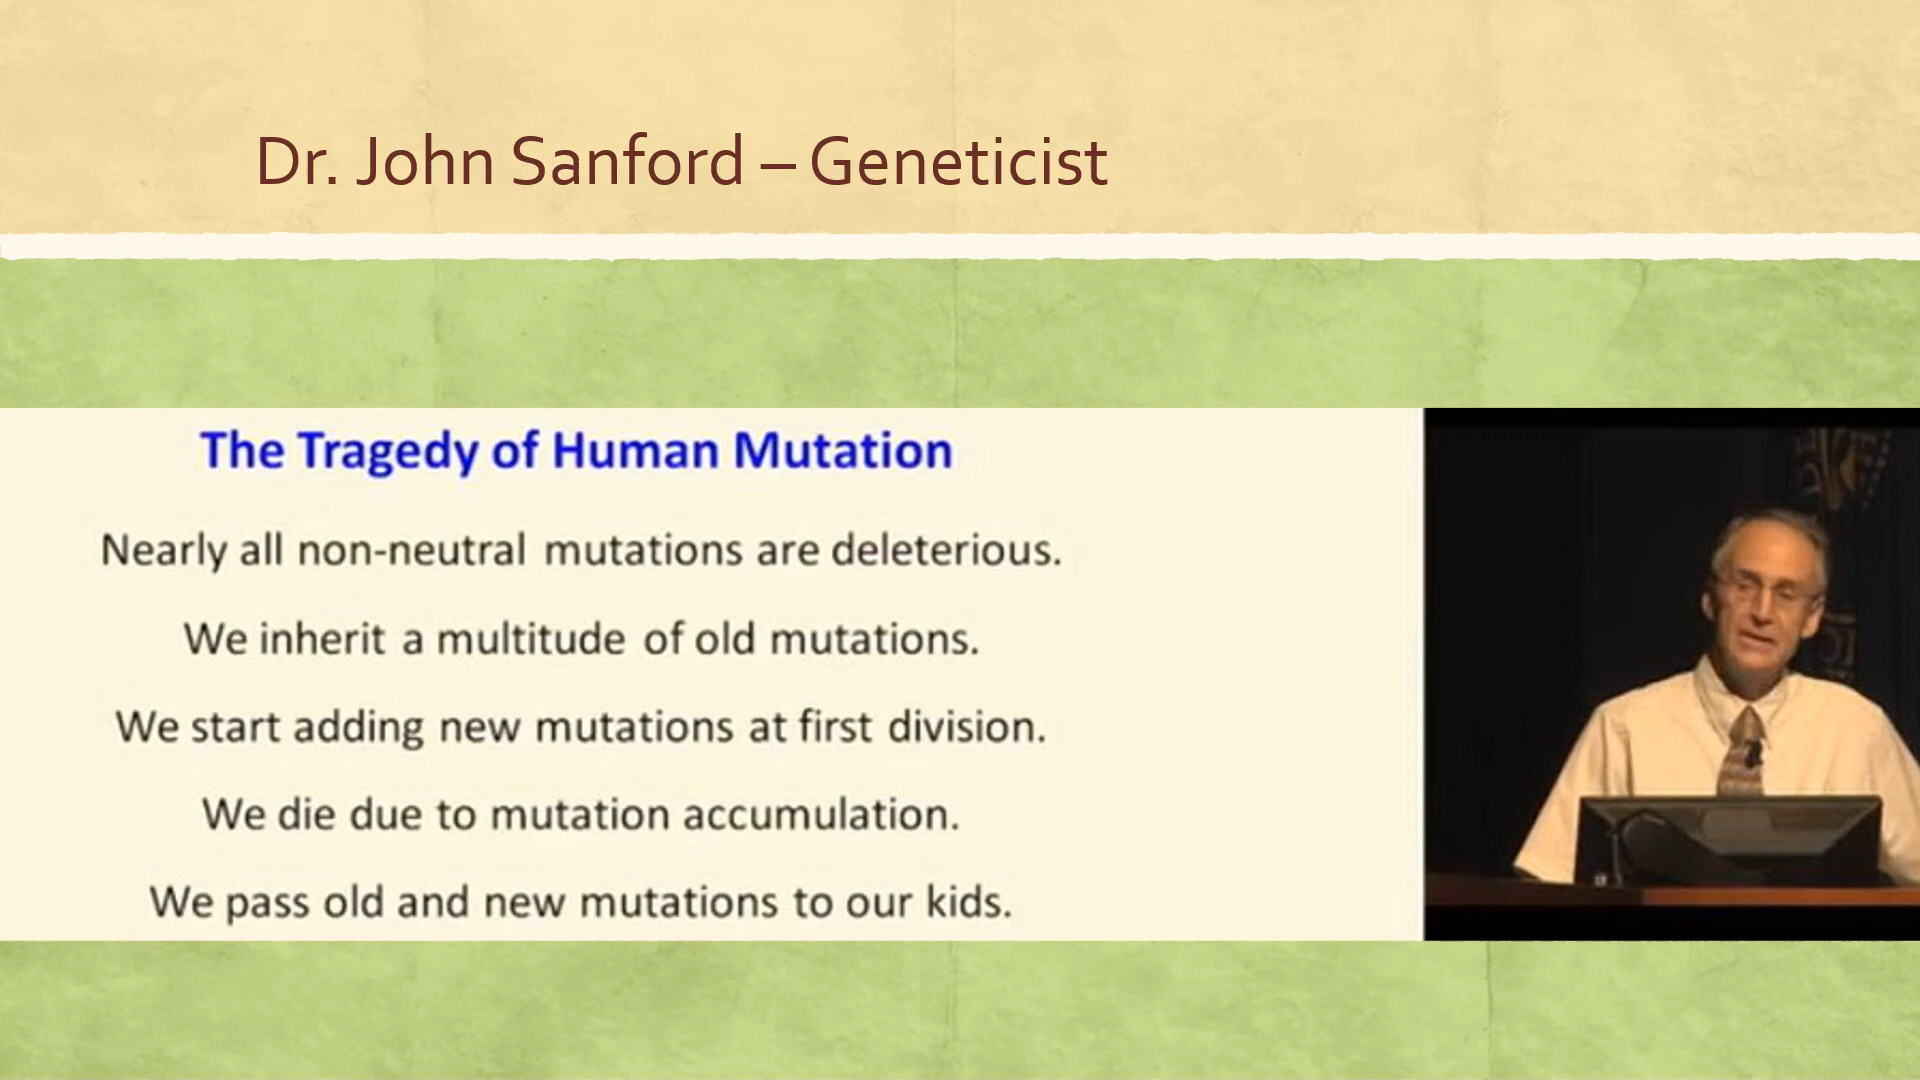 Dr. John Sanford – Geneticist
The Tragedy of Human Mutation
Nearly all non-neutral mutations are deleterious.
We inherit a multitude of old mutations.
We start adding new mutations at first division.
We die due to mutation accumulation.
We pass old and new mutations to our kids.